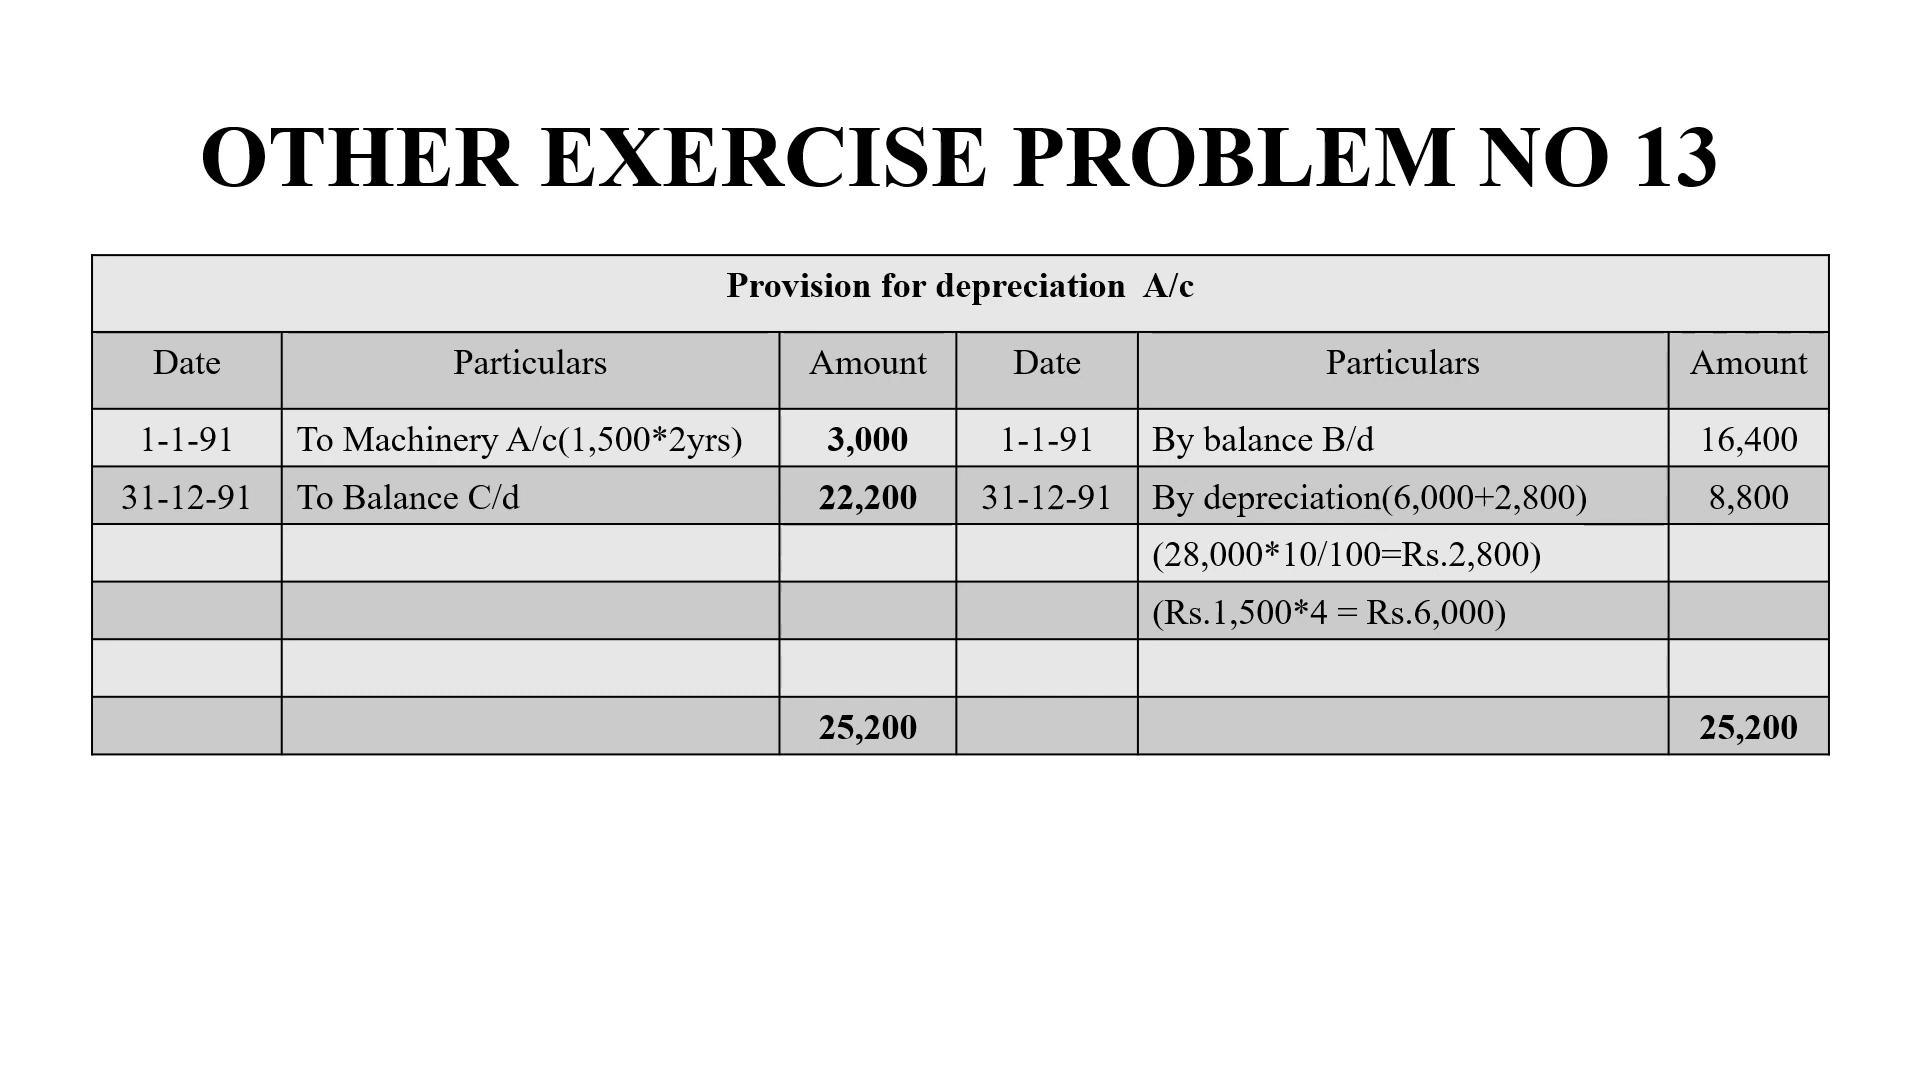 OTHER EXERCISE PROBLEM NO 13
Provision for depreciation A/c
Date Particulars Amount Date Particulars Amount
1-1-91 To Machinery A/c(1,500*2yrs) 3,000 1-1-91 By balance B/d 16,400
31-12-91 To Balance C/d 22,200 31-12-91 By depreciation(6,000+2,800) 8,800
(28,000*10/100=Rs.2,800)
(Rs.1,500*4 = Rs.6,000)
25,200 25,200